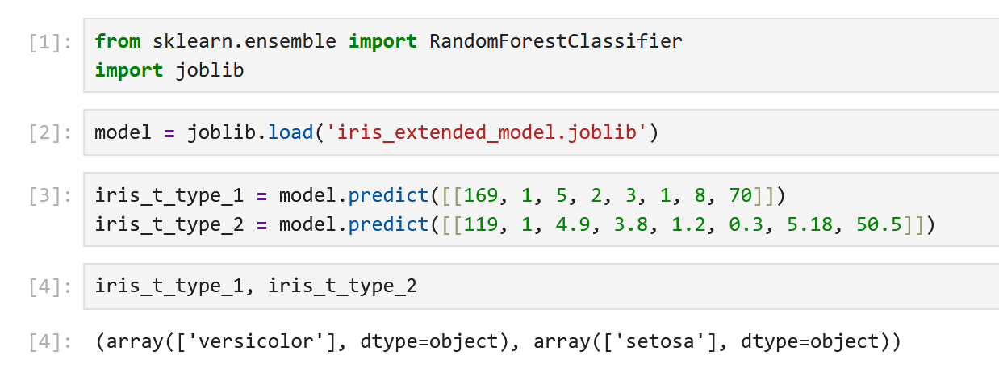 [1]: from sklearn.ensemble import RandomForestClassifier
import joblib
[2]: model = joblib.load('iris_extended_model.joblib')
[3]: iris_t_type_1 = model.predict([[169, 1, 5, 2, 3, 1, 8, 70]])
iris_t_type_2 = model.predict([[119, 1, 4.9, 3.8, 1.2, 0.3, 5.18, 50.5]])
[4]: iris_t_type_1, iris_t_type_2
[4]: (array(['versicolor'], dtype=object), array(['setosa'], dtype=object))